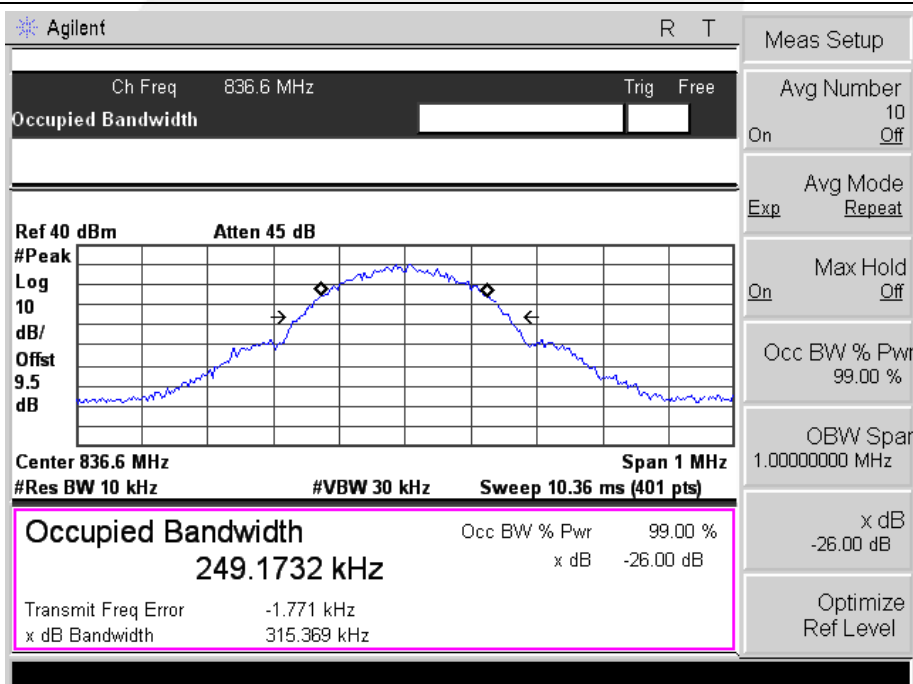 Agilent R T
Ch Freq 836.6 MHz Trig Free
Occupied Bandwidth
Ref 40 dBm Atten 45 dB
#Peak
Log
10
dB/
Offst
9.5
dB
Center 836.6 MHz Span 1 MHz
#Res BW 10 kHz #VBW 30 kHz Sweep 10.36 ms (401 pts)
Occupied Bandwidth
249.1732 kHz
Occ BW % Pwr 99.00 %
x dB -26.00 dB
Transmit Freq Error -1.771 kHz
x dB Bandwidth 315.369 kHz
Meas Setup
Avg Number
10
On Off
Avg Mode
Exp Repeat
Max Hold
On Off
Occ BW % Pwr
99.00 %
OBW Span
1.00000000 MHz
x dB
-26.00 dB
Optimize
Ref Level